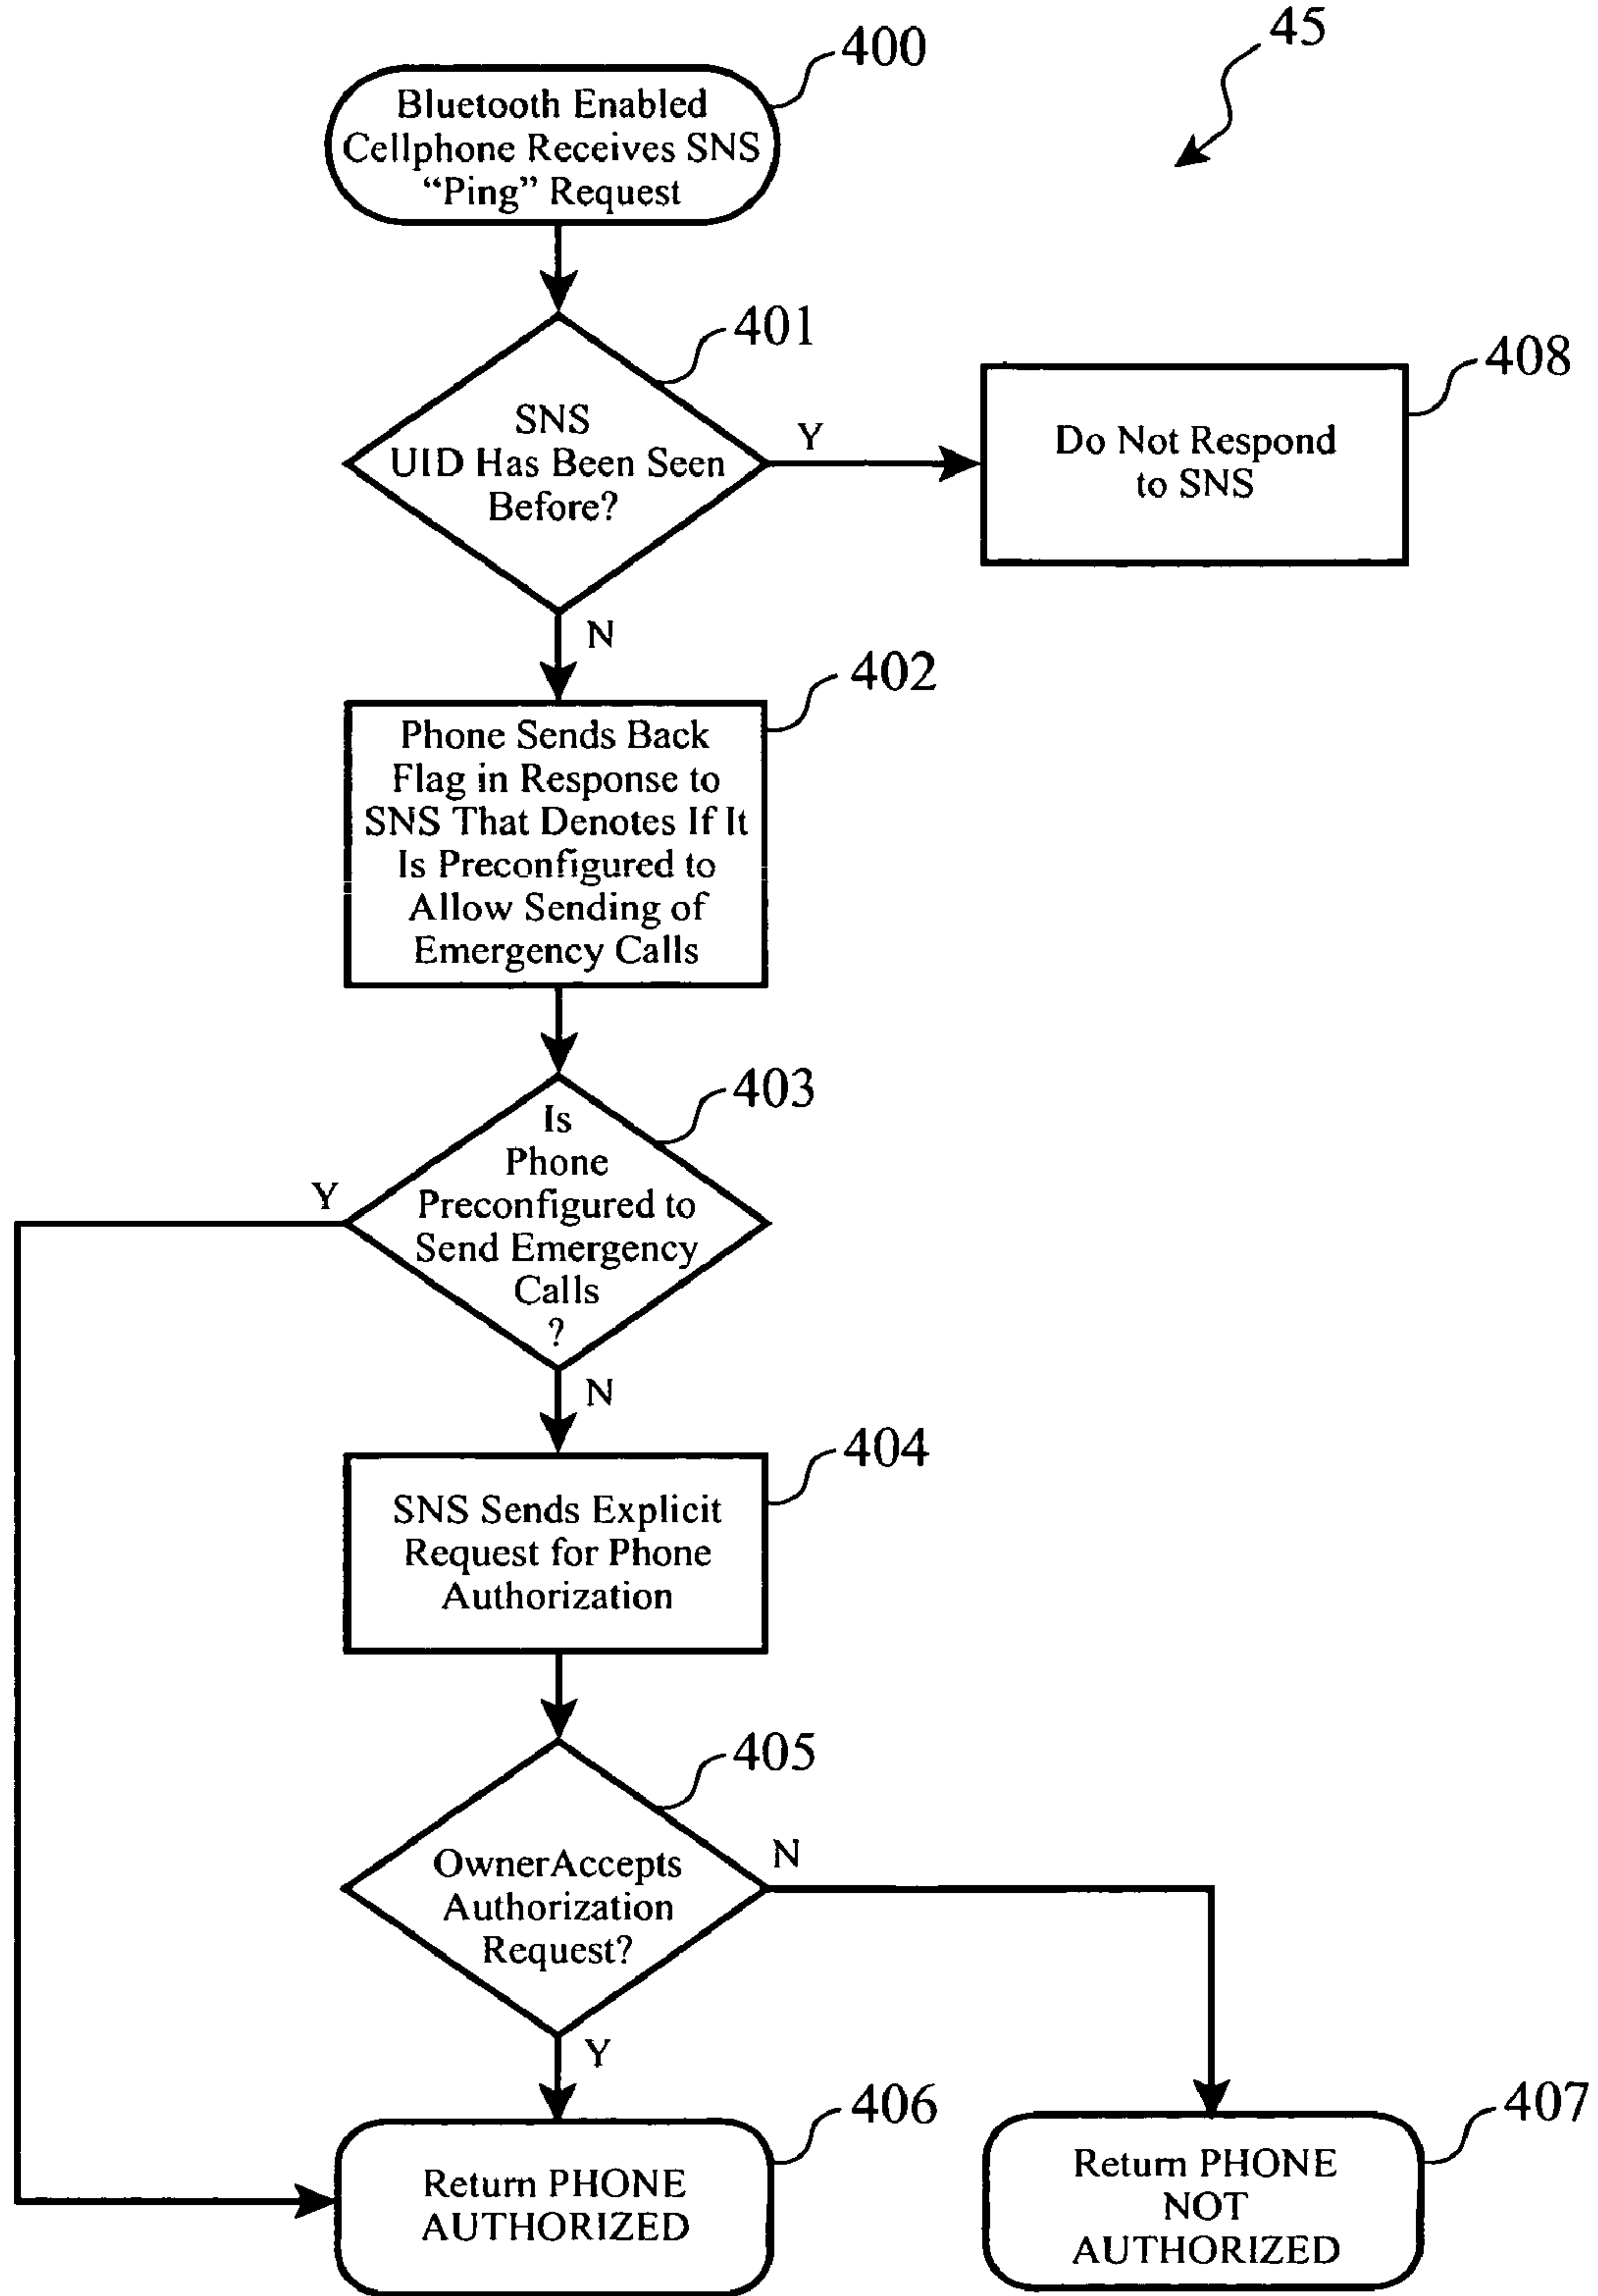 400
45
Bluetooth Enabled
Cellphone Receives SNS
“Ping” Request
401
408
SNS
UID Has Been Seen
Before?
Y
Do Not Respond
to SNS
N
402
Phone Sends Back
Flag in Response to
SNS That Denotes If It
Is Preconfigured to
Allow Sending of
Emergency Calls
403
Is
Phone
Preconfigured to
Send Emergency
Calls
?
Y
N
404
SNS Sends Explicit
Request for Phone
Authorization
405
OwnerAccepts
Authorization
Request?
N
Y
406
407
Return PHONE
AUTHORIZED
Return PHONE
NOT
AUTHORIZED